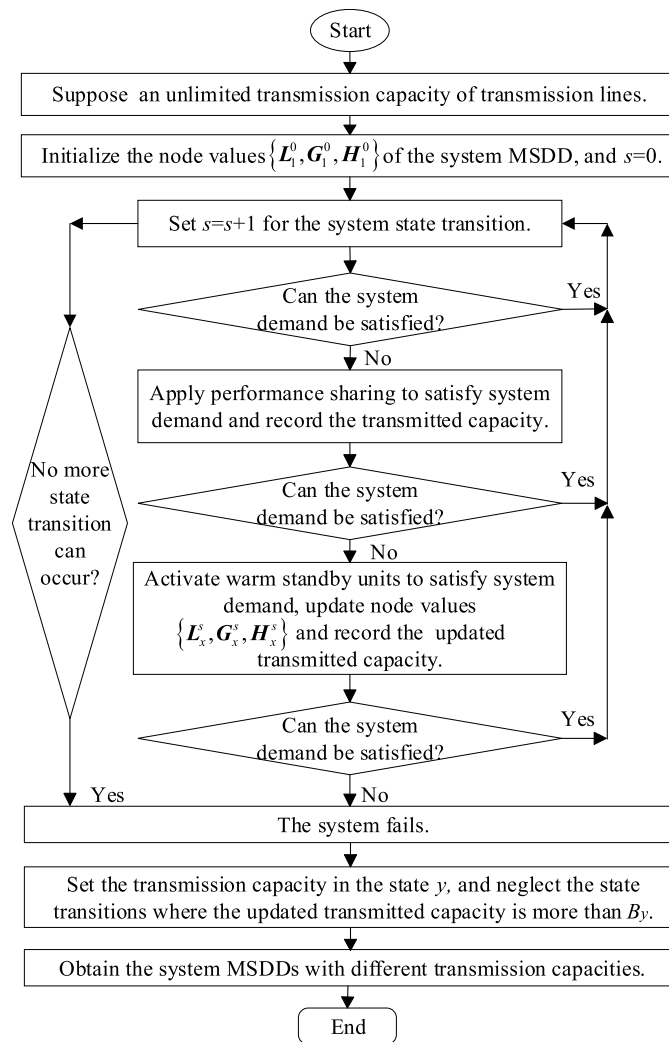 Start
Suppose an unlimited transmission capacity of transmission lines.
Initialize the node values {L₁⁰, G₁⁰, H₁⁰} of the system MSDD, and s=0.
Set s=s+1 for the system state transition.
Can the system
demand be satisfied?
Yes
No
Apply performance sharing to satisfy system
demand and record the transmitted capacity.
Can the system
demand be satisfied?
Yes
No
No more
state
transition
can
occur?
Activate warm standby units to satisfy system
demand, update node values
{Lₓˢ, Gₓˢ, Hₓˢ} and record the updated
transmitted capacity.
Can the system
demand be satisfied?
Yes
Yes
No
The system fails.
Set the transmission capacity in the state y, and neglect the state
transitions where the updated transmitted capacity is more than By.
Obtain the system MSDDs with different transmission capacities.
End